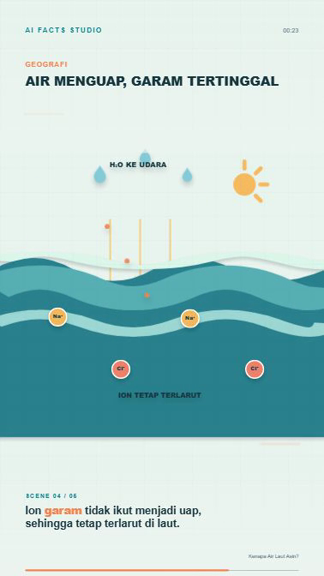 AI FACTS STUDIO
00:23
GEOGRAFI
AIR MENGUAP, GARAM TERTINGGAL
H₂O KE UDARA
Na⁺
Na⁺
Cl⁻
Cl⁻
ION TETAP TERLARUT
SCENE 04 / 06
Ion garam tidak ikut menjadi uap,
sehingga tetap terlarut di laut.
Kenapa Air Laut Asin?